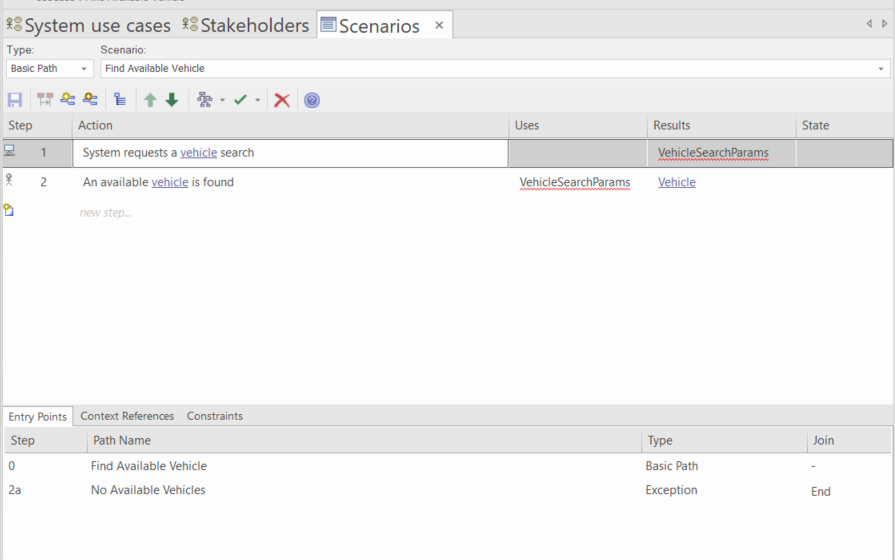 System use cases Stakeholders Scenarios ×
Type: Scenario:
Basic Path Find Available Vehicle
Step Action Uses Results State
1 System requests a vehicle search VehicleSearchParams
2 An available vehicle is found VehicleSearchParams Vehicle
new step...
Entry Points Context References Constraints
Step Path Name Type Join
0 Find Available Vehicle Basic Path -
2a No Available Vehicles Exception End